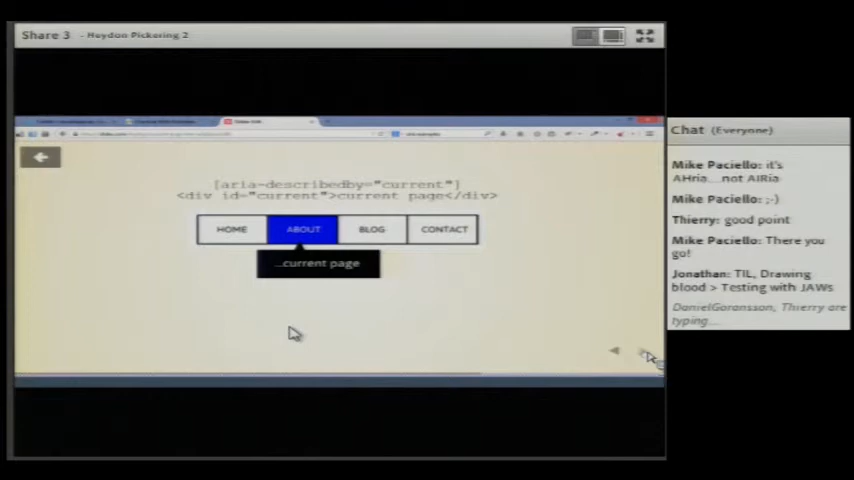 Share 3 - Heydon Pickering 2
[aria-describedby="current"]
<div id="current">current page</div>
HOME ABOUT BLOG CONTACT
...current page
Chat (Everyone)
Mike Paciello: it's
AHria...not AIRia
Mike Paciello: ;-)
Thierry: good point
Mike Paciello: There you
go!
Jonathan: TIL, Drawing
blood > Testing with JAWs
DanielGoransson, Thierry are
typing...